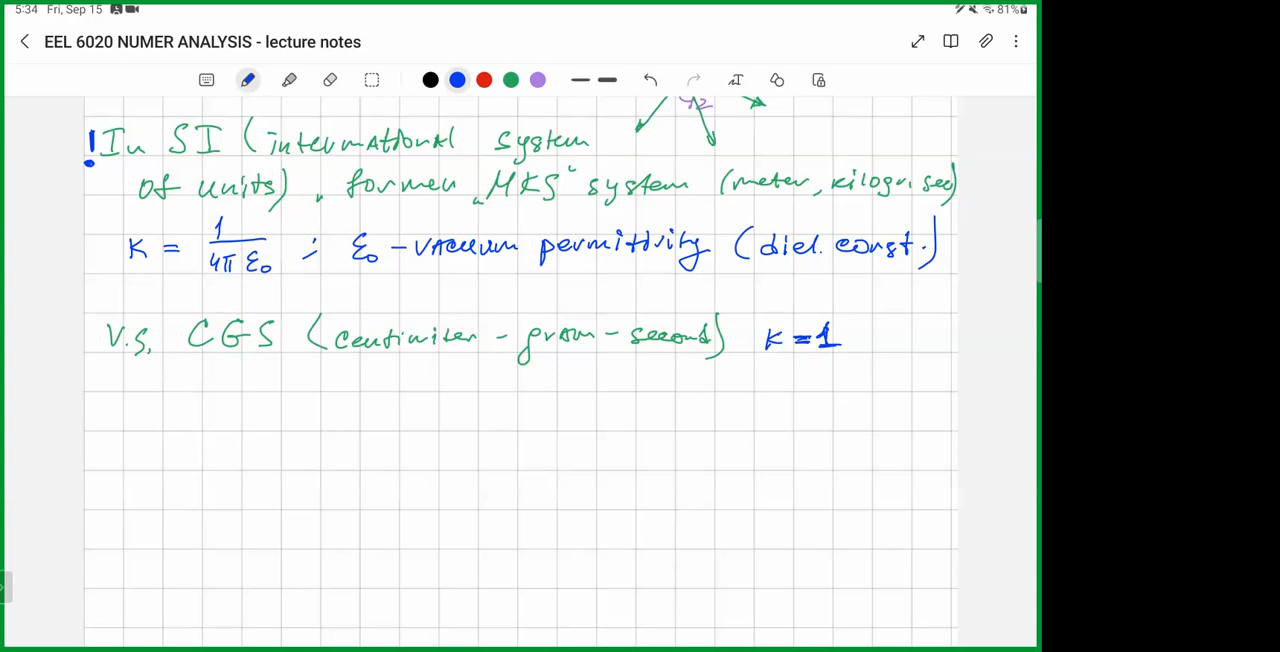 5:34 Fri, Sep 15 81%
EEL 6020 NUMER ANALYSIS - lecture notes
! In SI (international system
of units), former „MKS“ system (meter, kilogr, sec)
K = 1/4π ε₀ ; ε₀ - vacuum permittivity (diel. const.)
V.S. CGS (centimiter - gram - second) K = 1